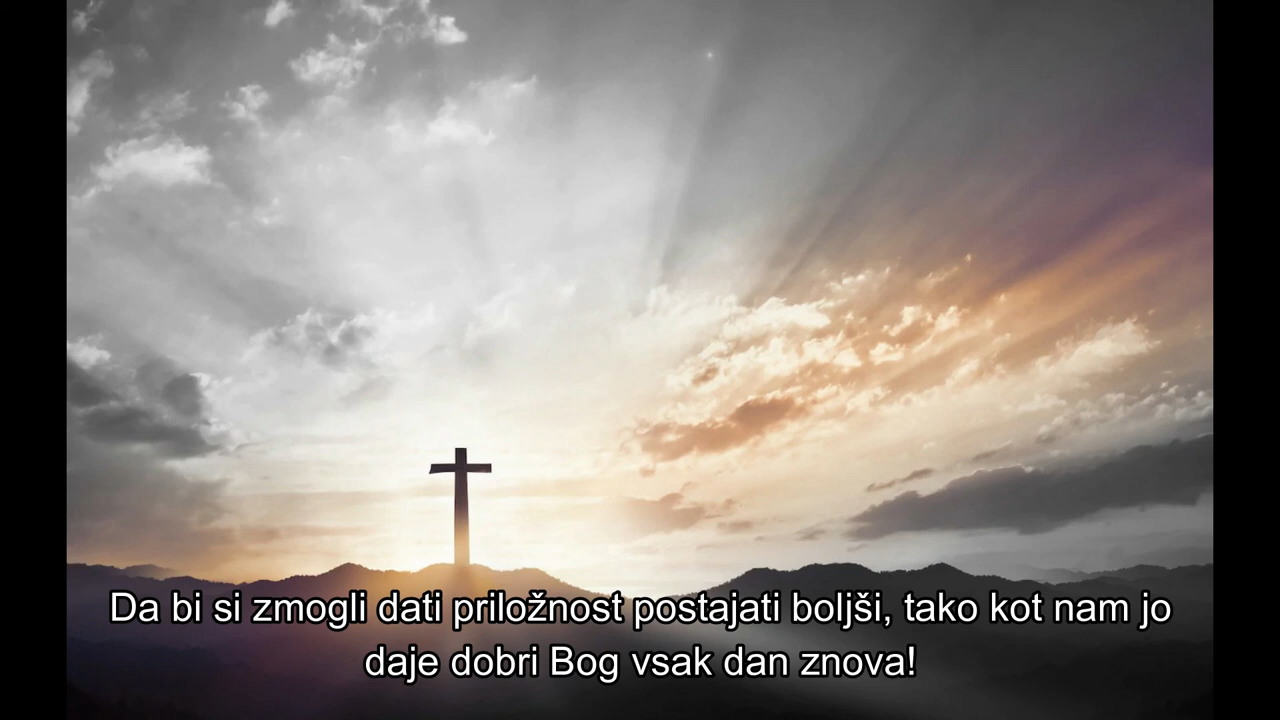 Da bi si zmogli dati priložnost postajati boljši, tako kot nam jo
daje dobri Bog vsak dan znova!